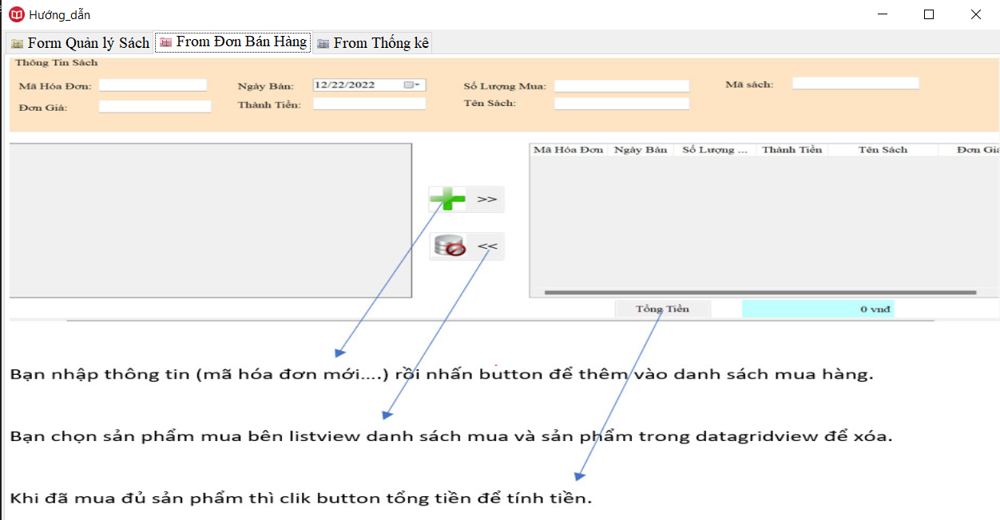 Hướng_dẫn
Form Quản lý Sách From Đơn Bán Hàng From Thống kê
Thông Tin Sách
Mã Hóa Đơn: Ngày Bán: 12/22/2022 Số Lượng Mua: Mã sách:
Đơn Giá: Thành Tiền: Tên Sách:
Mã Hóa Đơn Ngày Bán Số Lượng ... Thành Tiền Tên Sách Đơn Giá
>>
<<
Tổng Tiền 0 vnđ
Bạn nhập thông tin (mã hóa đơn mới....) rồi nhấn button để thêm vào danh sách mua hàng.
Bạn chọn sản phẩm mua bên listview danh sách mua và sản phẩm trong datagridview để xóa.
Khi đã mua đủ sản phẩm thì clik button tổng tiền để tính tiền.